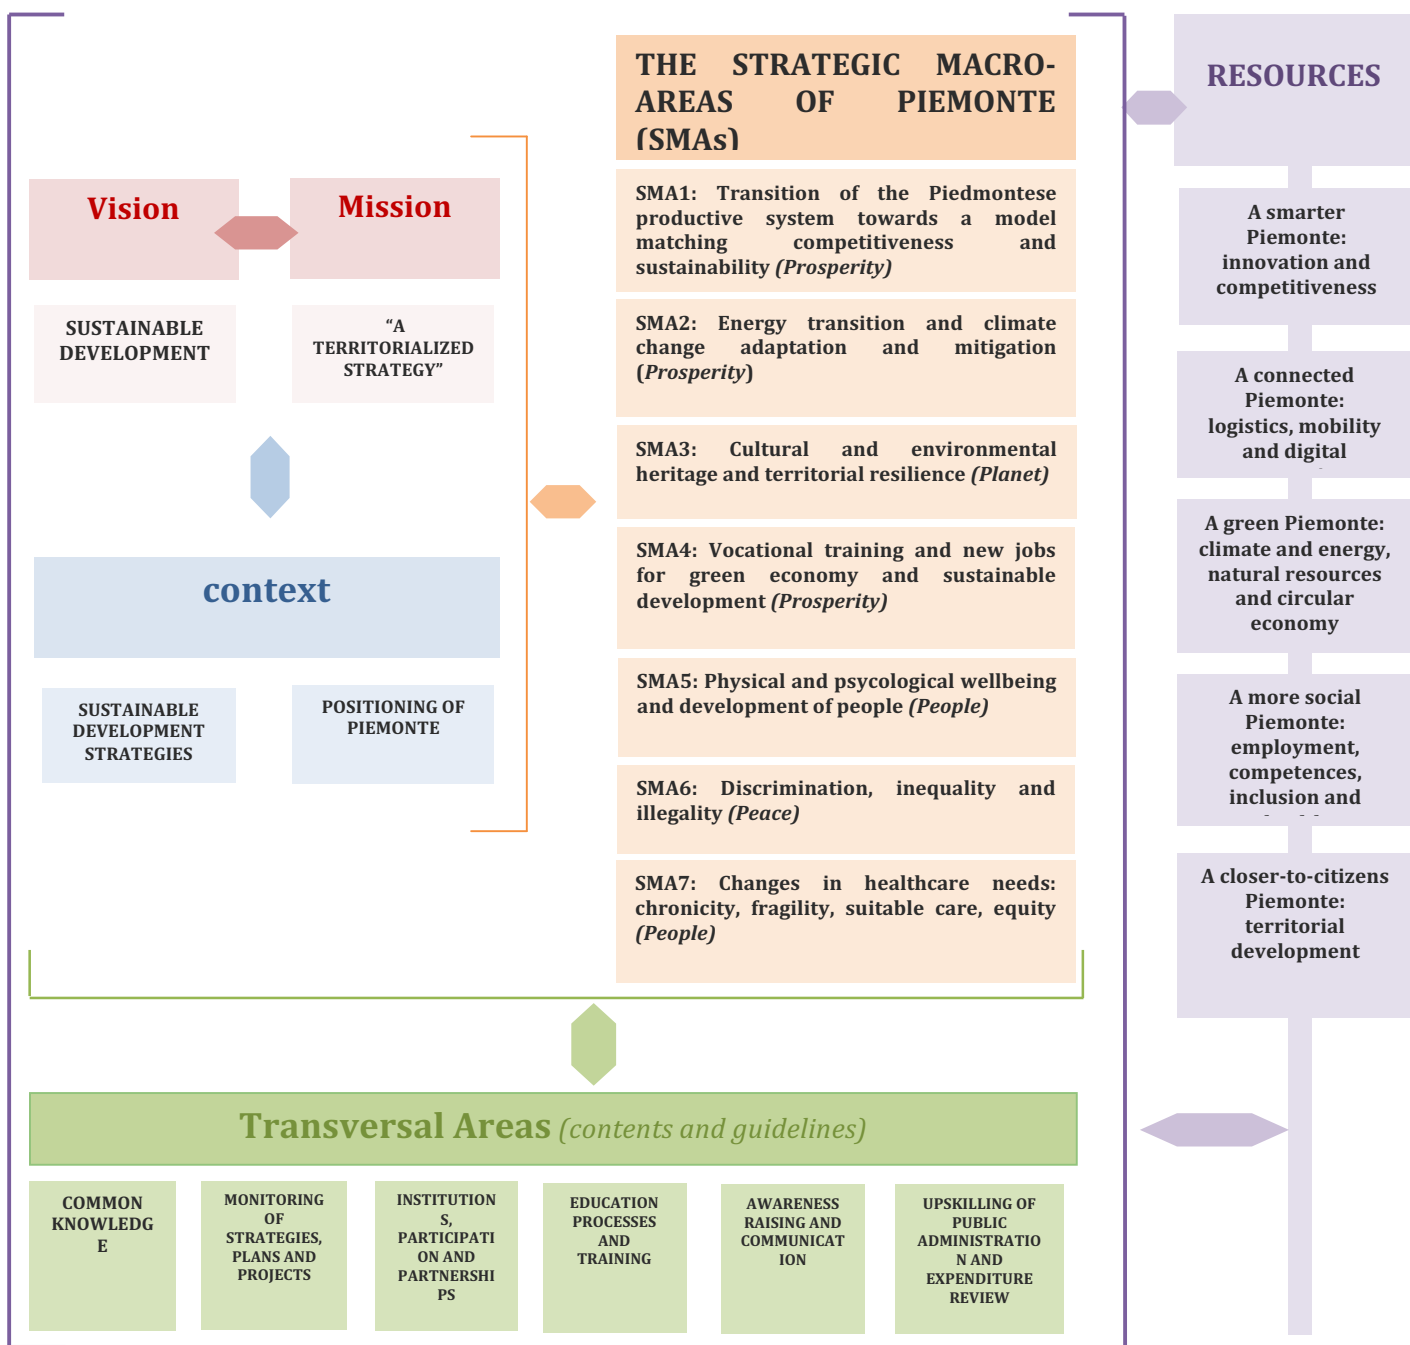 Vision
Mission
SUSTAINABLE
DEVELOPMENT
“A
TERRITORIALIZED
STRATEGY”
context
SUSTAINABLE
DEVELOPMENT
STRATEGIES
POSITIONING OF
PIEMONTE
THE STRATEGIC MACRO-
AREAS OF PIEMONTE
(SMAs)
SMA1: Transition of the Piedmontese
productive system towards a model
matching competitiveness and
sustainability (Prosperity)
SMA2: Energy transition and climate
change adaptation and mitigation
(Prosperity)
SMA3: Cultural and environmental
heritage and territorial resilience (Planet)
SMA4: Vocational training and new jobs
for green economy and sustainable
development (Prosperity)
SMA5: Physical and psycological wellbeing
and development of people (People)
SMA6: Discrimination, inequality and
illegality (Peace)
SMA7: Changes in healthcare needs:
chronicity, fragility, suitable care, equity
(People)
RESOURCES
A smarter
Piemonte:
innovation and
competitiveness
A connected
Piemonte:
logistics, mobility
and digital
A green Piemonte:
climate and energy,
natural resources
and circular
economy
A more social
Piemonte:
employment,
competences,
inclusion and
A closer-to-citizens
Piemonte:
territorial
development
Transversal Areas (contents and guidelines)
COMMON
KNOWLEDG
E
MONITORING
OF
STRATEGIES,
PLANS AND
PROJECTS
INSTITUTION
S,
PARTICIPATI
ON AND
PARTNERSHI
PS
EDUCATION
PROCESSES
AND
TRAINING
AWARENESS
RAISING AND
COMMUNICAT
ION
UPSKILLING OF
PUBLIC
ADMINISTRATIO
N AND
EXPENDITURE
REVIEW